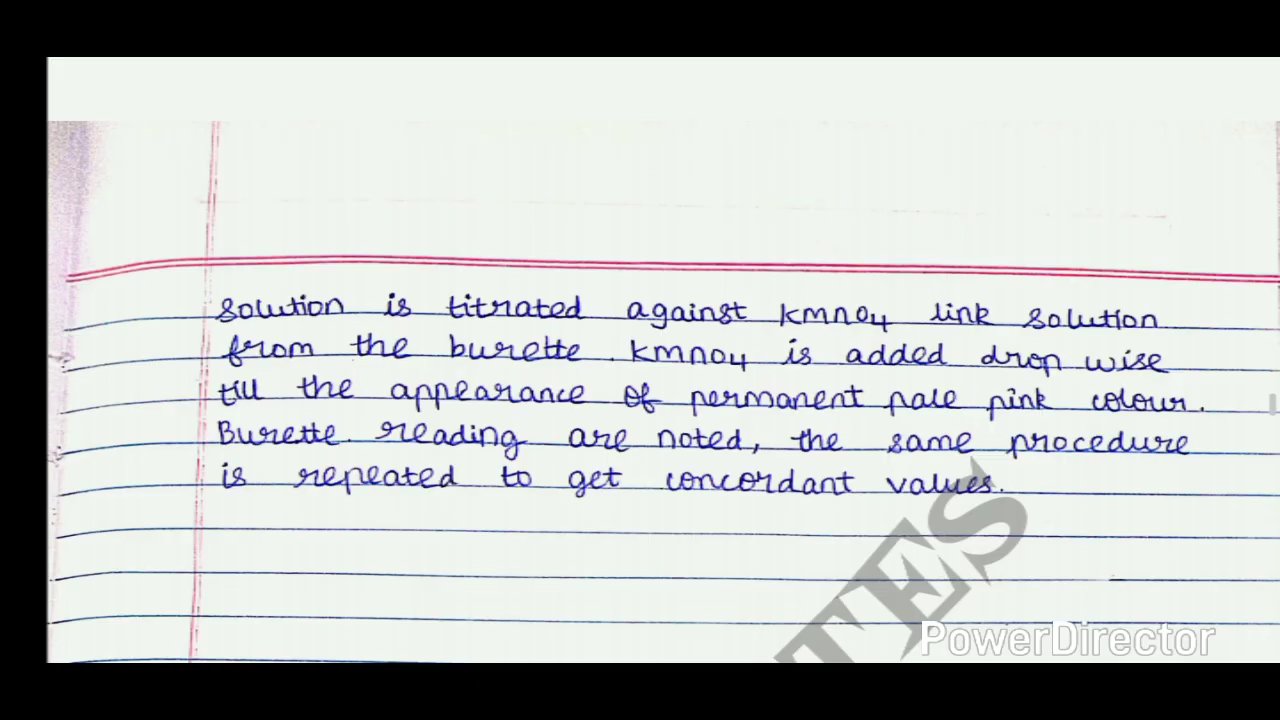 solution is titrated against kmno4 link solution
from the burette. kmno4 is added drop wise
till the appearance of permanent pale pink colour.
Burette. reading are noted, the same procedure
is repeated to get concordant values.
TES
PowerDirector